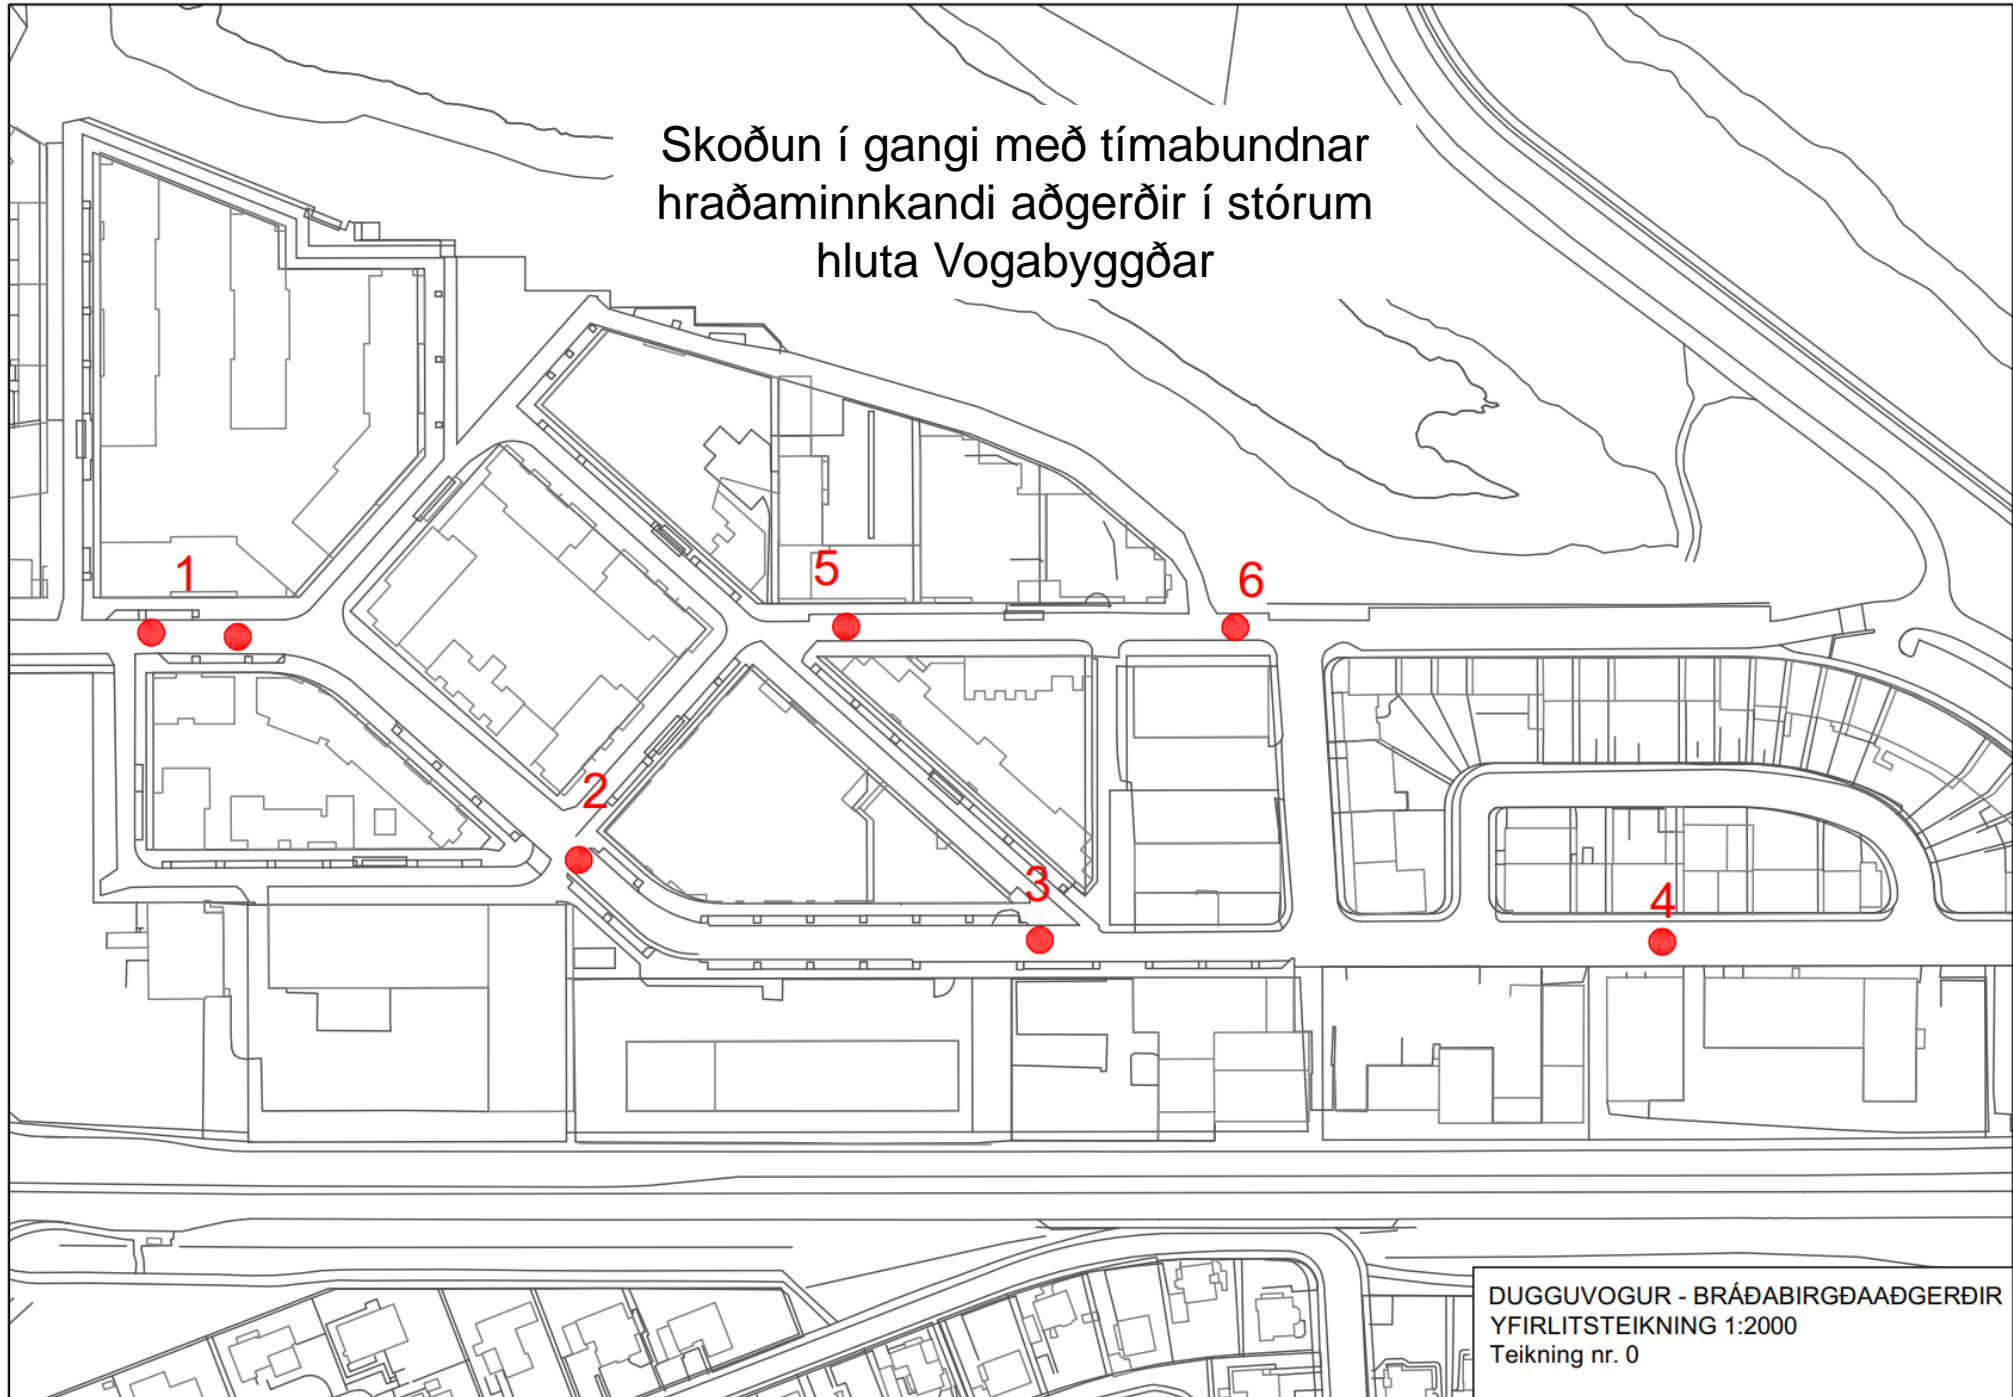 Skoðun í gangi með tímabundnar
hraðaminnkandi aðgerðir í stórum
hluta Vogabyggðar
1
5
6
2
3
4
DUGGUVOGUR - BRÁÐABIRGÐAAÐGERÐIR
YFIRLITSTEIKNING 1:2000
Teikning nr. 0